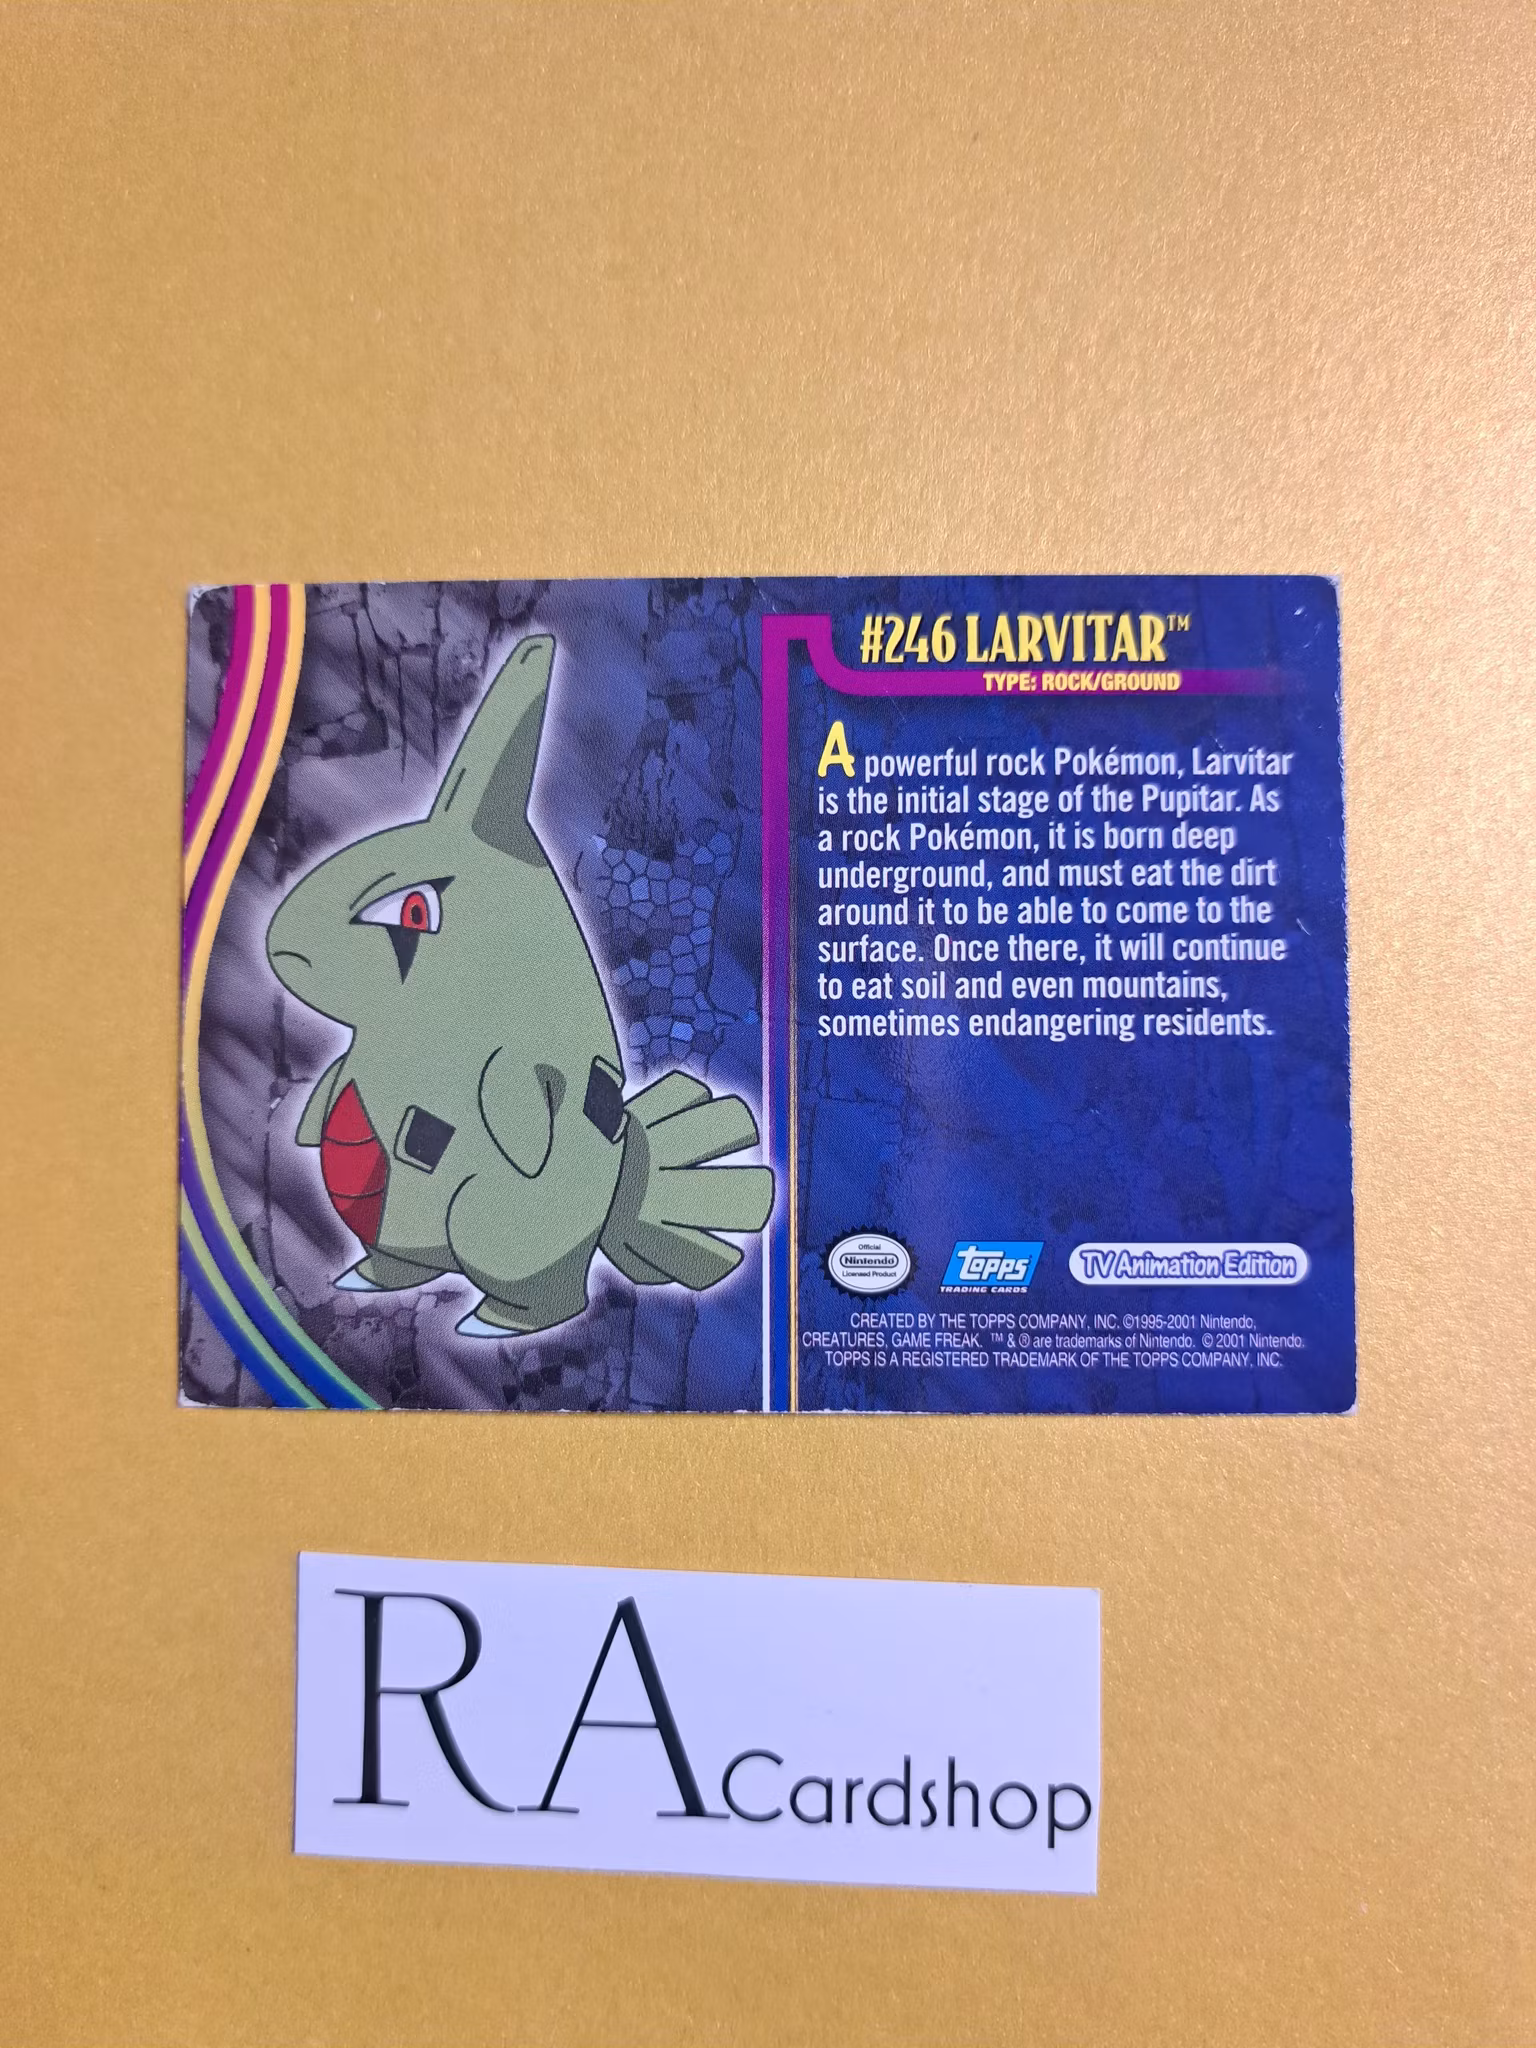 #246 LARVITAR™
TYPE: ROCK/GROUND
A powerful rock Pokémon, Larvitar
is the initial stage of the Pupitar. As
a rock Pokémon, it is born deep
underground, and must eat the dirt
around it to be able to come to the
surface. Once there, it will continue
to eat soil and even mountains,
sometimes endangering residents.
Official
Nintendo
Licensed Product
topps
TRADING CARDS
TV Animation Edition
CREATED BY THE TOPPS COMPANY, INC. ©1995-2001 Nintendo,
CREATURES, GAME FREAK. ™ & ® are trademarks of Nintendo. © 2001 Nintendo.
TOPPS IS A REGISTERED TRADEMARK OF THE TOPPS COMPANY, INC.
RA Cardshop